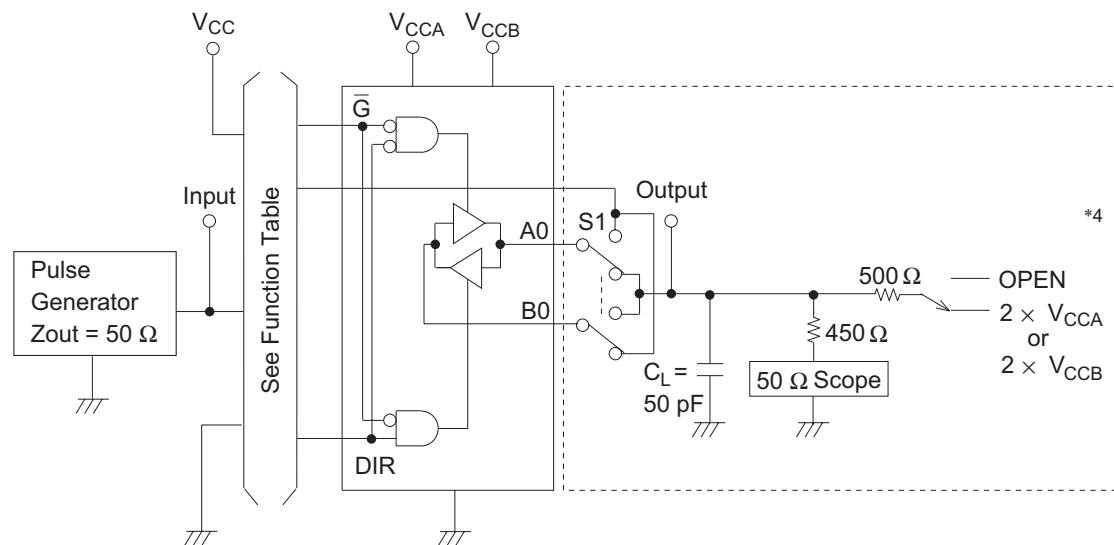 V_CC
V_CCA
V_CCB
G̅
Input
See Function Table
Output
S1
*4
A0
Pulse
Generator
Zout = 50 Ω
500 Ω
OPEN
2 × V_CCA
or
2 × V_CCB
B0
450 Ω
C_L =
50 pF
50 Ω Scope
DIR